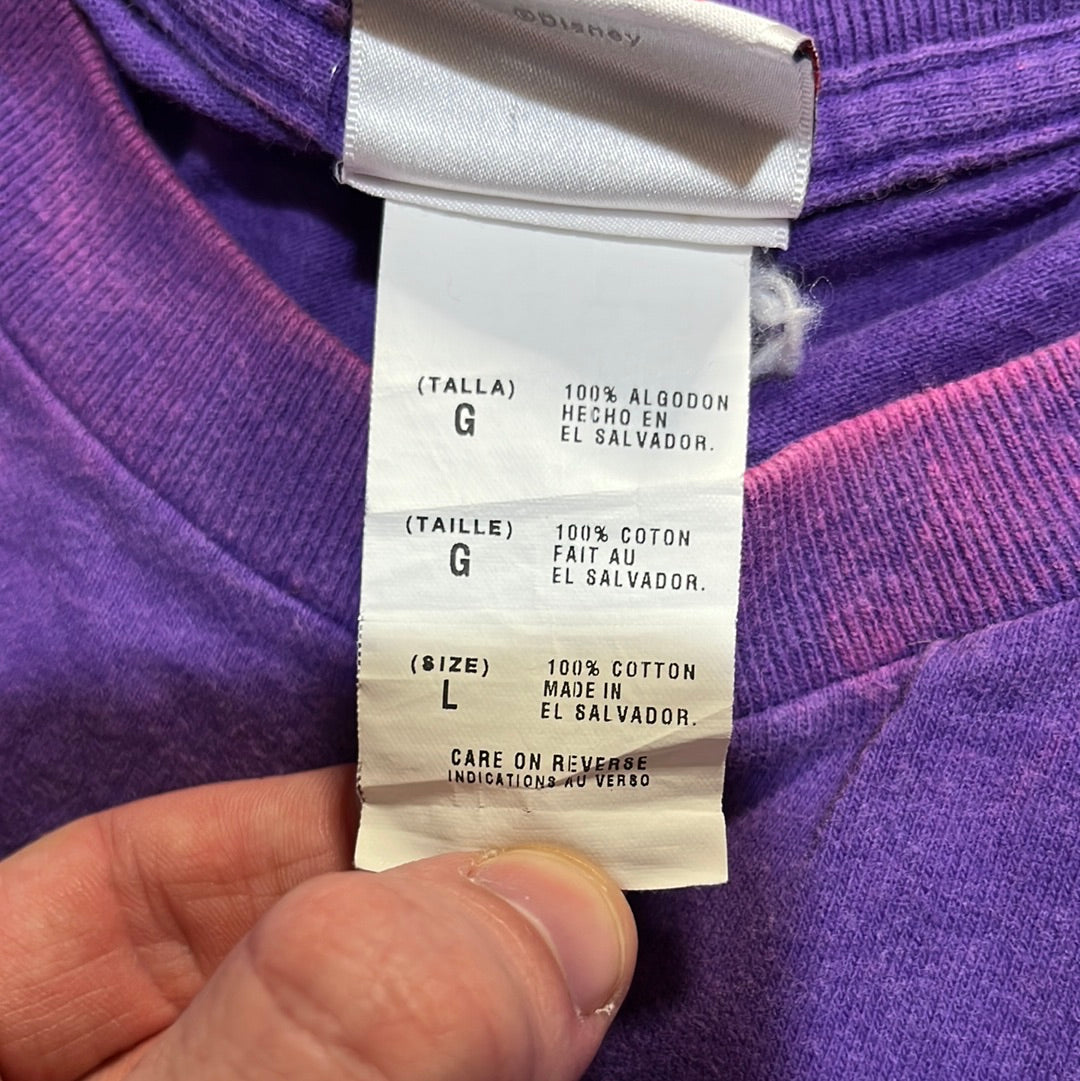 ©Disney
(TALLA)
G
100% ALGODON
HECHO EN
EL SALVADOR.
(TAILLE)
G
100% COTON
FAIT AU
EL SALVADOR.
(SIZE)
L
100% COTTON
MADE IN
EL SALVADOR.
CARE ON REVERSE
INDICATIONS AU VERSO